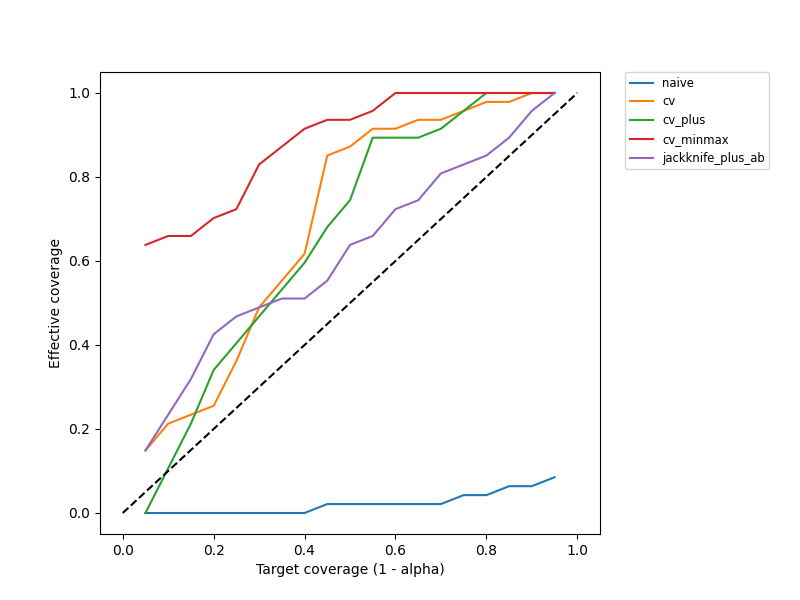 naive
cv
cv_plus
cv_minmax
jackknife_plus_ab
1.0
0.8
0.6
0.4
0.2
0.0
Effective coverage
0.0 0.2 0.4 0.6 0.8 1.0
Target coverage (1 - alpha)